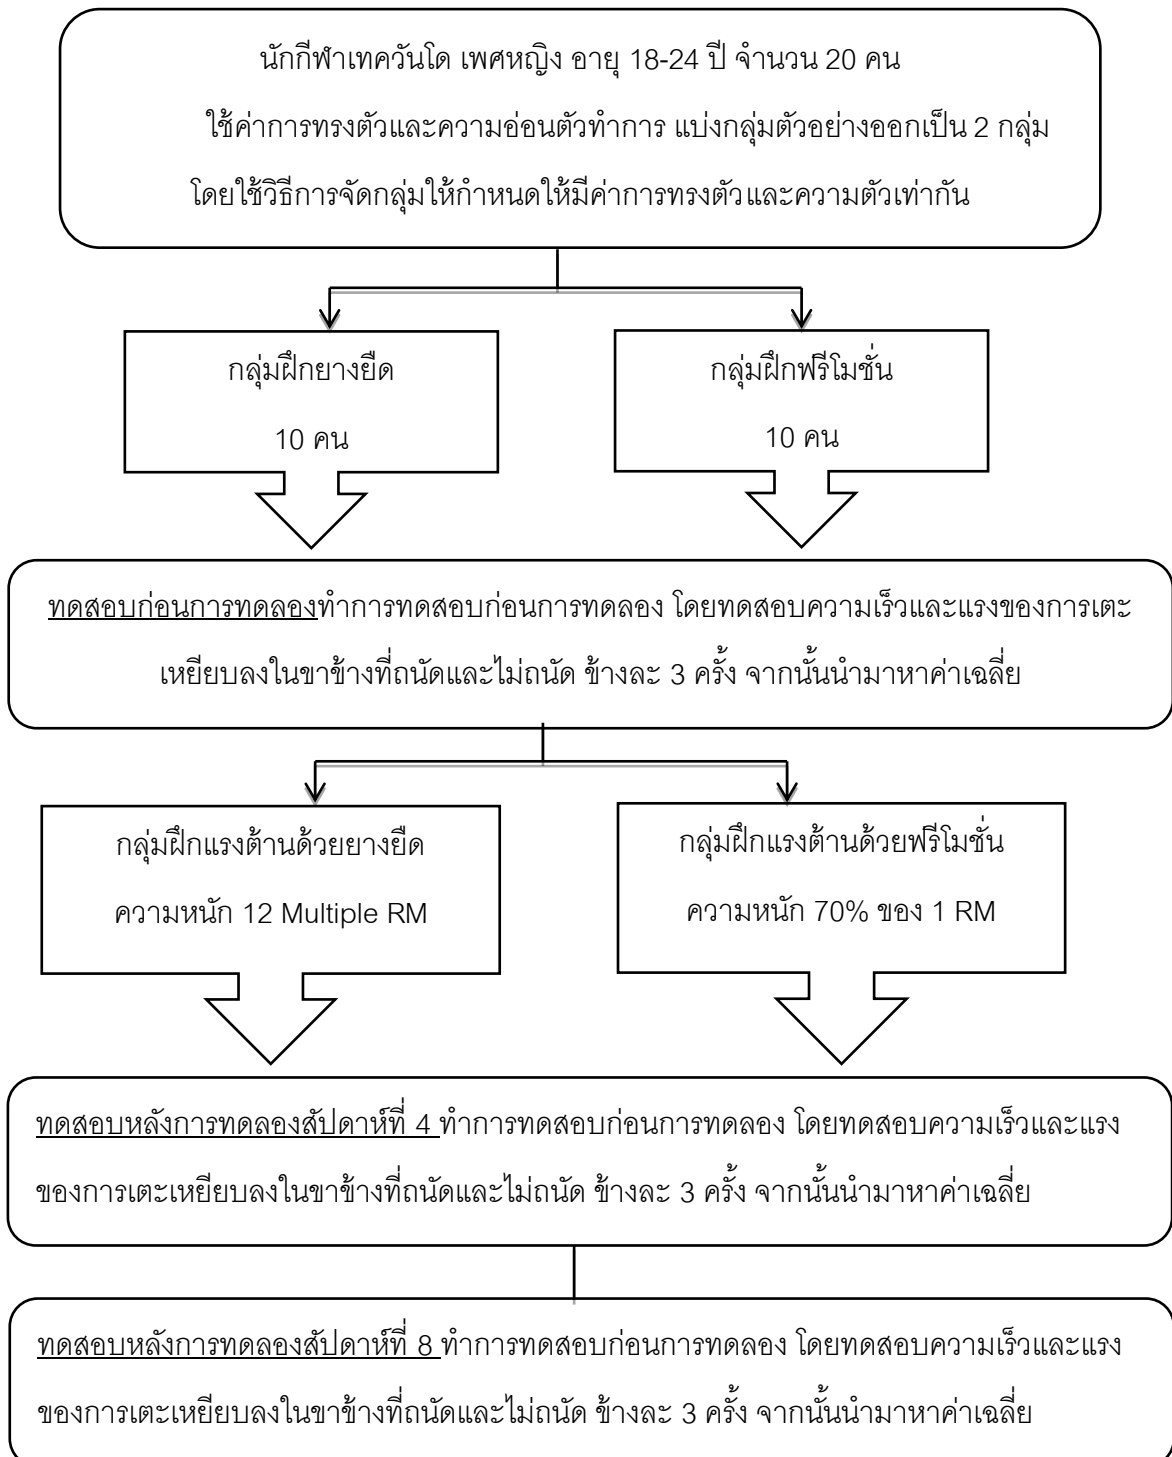 นักกีฬาเทควันโด เพศหญิง อายุ 18-24 ปี จำนวน 20 คน
ใช้ค่าการทรงตัวและความอ่อนตัวทำการ แบ่งกลุ่มตัวอย่างออกเป็น 2 กลุ่ม
โดยใช้วิธีการจัดกลุ่มให้กำหนดให้มีค่าการทรงตัวและความตัวเท่ากัน
กลุ่มฝึกยางยืด
10 คน
กลุ่มฝึกฟรีโมชั่น
10 คน
ทดสอบก่อนการทดลองทำการทดสอบก่อนการทดลอง โดยทดสอบความเร็วและแรงของการเตะ
เหยียบลงในขาข้างที่ถนัดและไม่ถนัด ข้างละ 3 ครั้ง จากนั้นนำมาหาค่าเฉลี่ย
กลุ่มฝึกแรงต้านด้วยยางยืด
ความหนัก 12 Multiple RM
กลุ่มฝึกแรงต้านด้วยฟรีโมชั่น
ความหนัก 70% ของ 1 RM
ทดสอบหลังการทดลองสัปดาห์ที่ 4 ทำการทดสอบก่อนการทดลอง โดยทดสอบความเร็วและแรง
ของการเตะเหยียบลงในขาข้างที่ถนัดและไม่ถนัด ข้างละ 3 ครั้ง จากนั้นนำมาหาค่าเฉลี่ย
ทดสอบหลังการทดลองสัปดาห์ที่ 8 ทำการทดสอบก่อนการทดลอง โดยทดสอบความเร็วและแรง
ของการเตะเหยียบลงในขาข้างที่ถนัดและไม่ถนัด ข้างละ 3 ครั้ง จากนั้นนำมาหาค่าเฉลี่ย